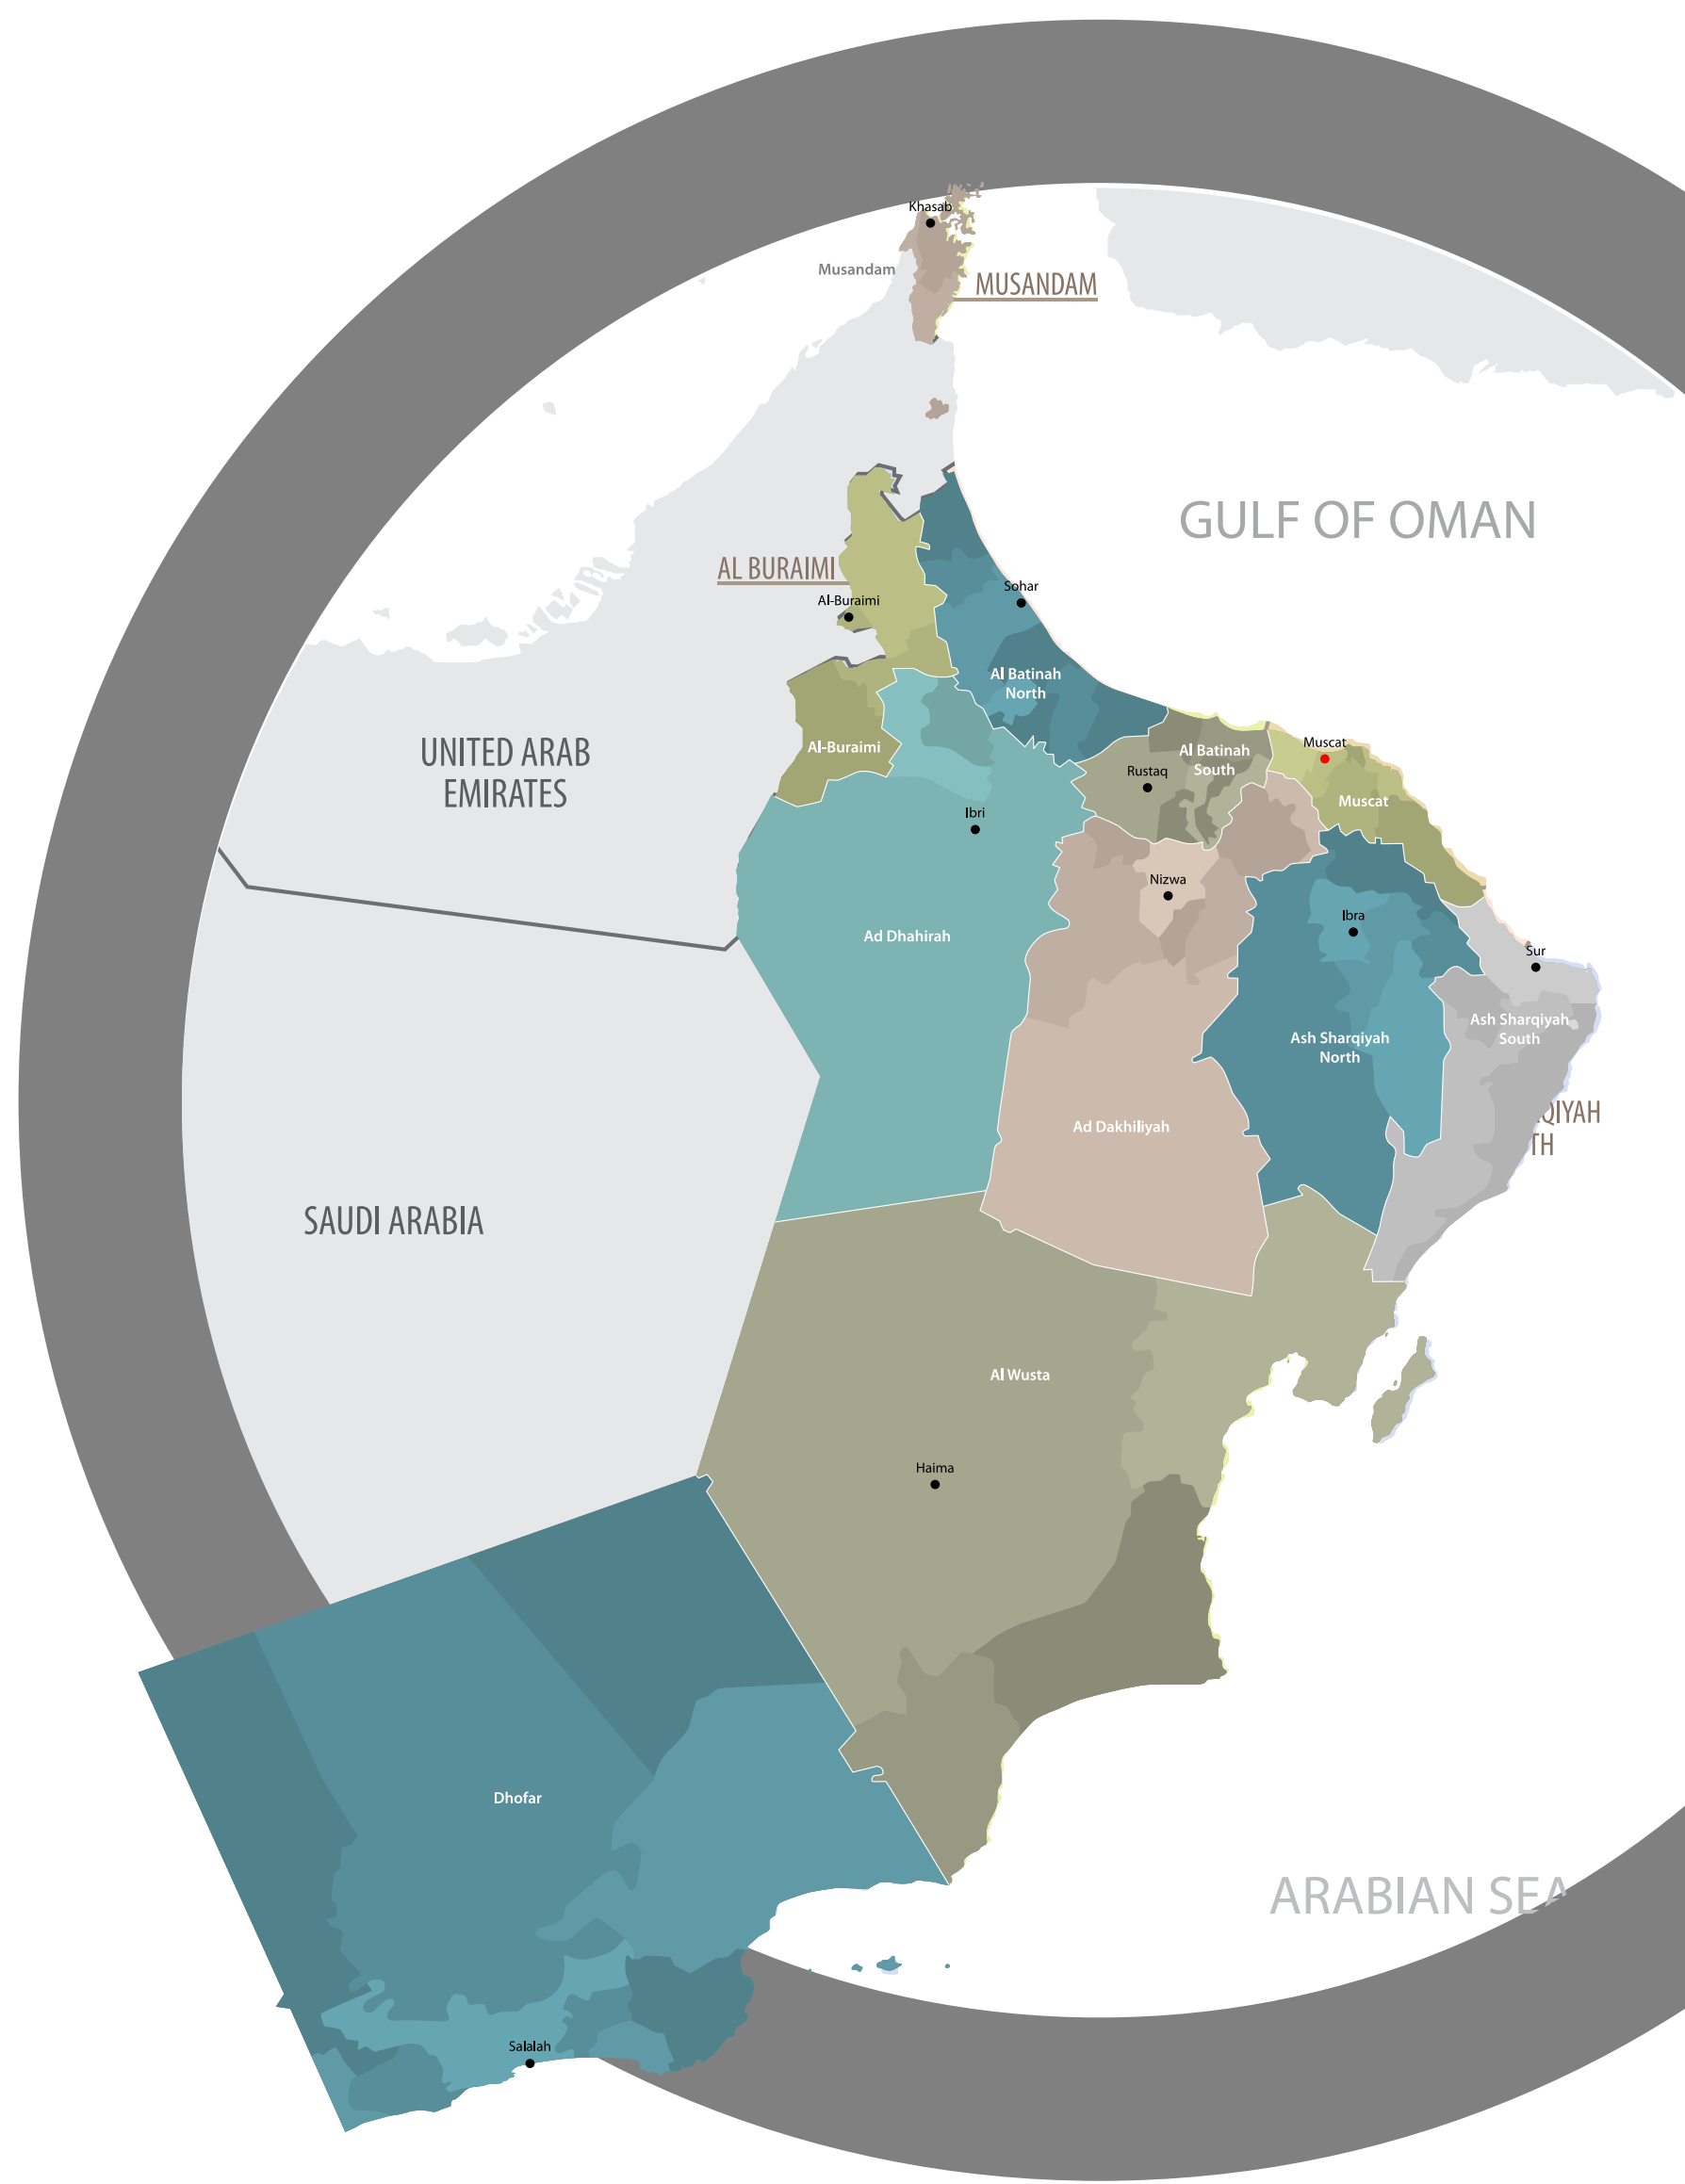 Khasab
Musandam
MUSANDAM
GULF OF OMAN
AL BURAIMI
Al-Buraimi
Sohar
Al Batinah
North
UNITED ARAB
EMIRATES
Al-Buraimi
Al Batinah
South
Muscat
Rustaq
Muscat
Ibri
Nizwa
Ibra
Ad Dhahirah
Sur
Ash Sharqiyah
South
Ash Sharqiyah
North
QIYAH
TH
Ad Dakhiliyah
SAUDI ARABIA
Al Wusta
Haima
Dhofar
ARABIAN SEA
Salalah